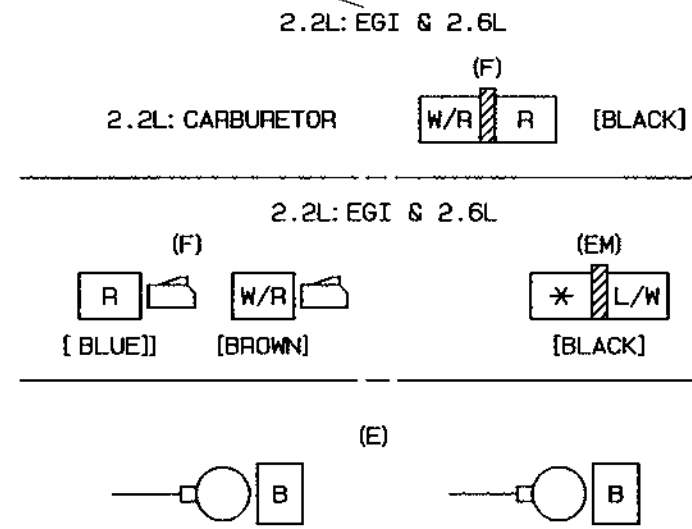 2.2L: EGI & 2.6L
(F)
2.2L: CARBURETOR W/R R [BLACK]
2.2L: EGI & 2.6L
(F) (EM)
R W/R * L/W
[ BLUE]] [BROWN] [BLACK]
(E)
B B